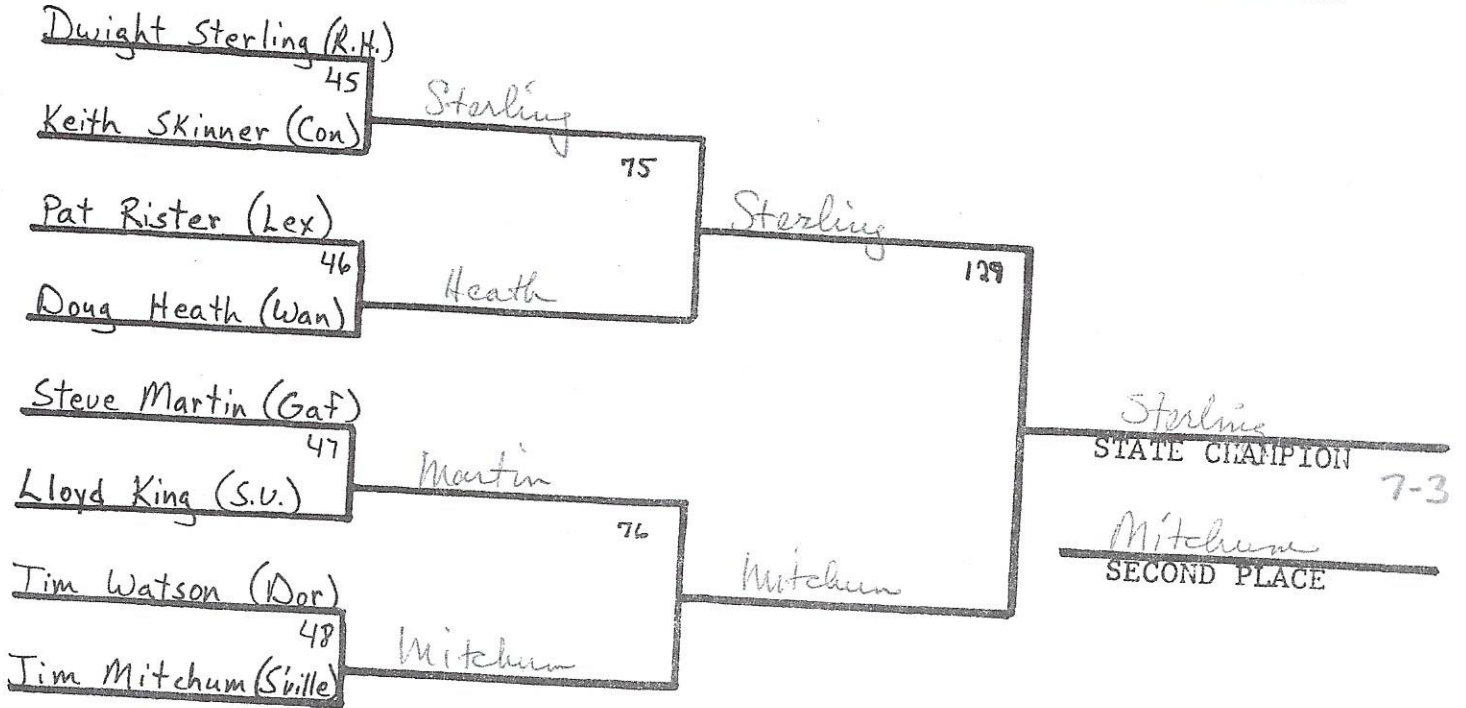 Dwight Sterling (R.H.)
45
Keith Skinner (Con)
Sterling
75
Pat Rister (Lex)
46
Doug Heath (Wan)
Heath
Sterling
129
Steve Martin (Gaf)
47
Lloyd King (S.V.)
Martin
76
Jim Watson (Dor)
48
Jim Mitchum (S'ville)
Mitchum
Mitchum
Sterling
STATE CHAMPION
7-3
Mitchum
SECOND PLACE